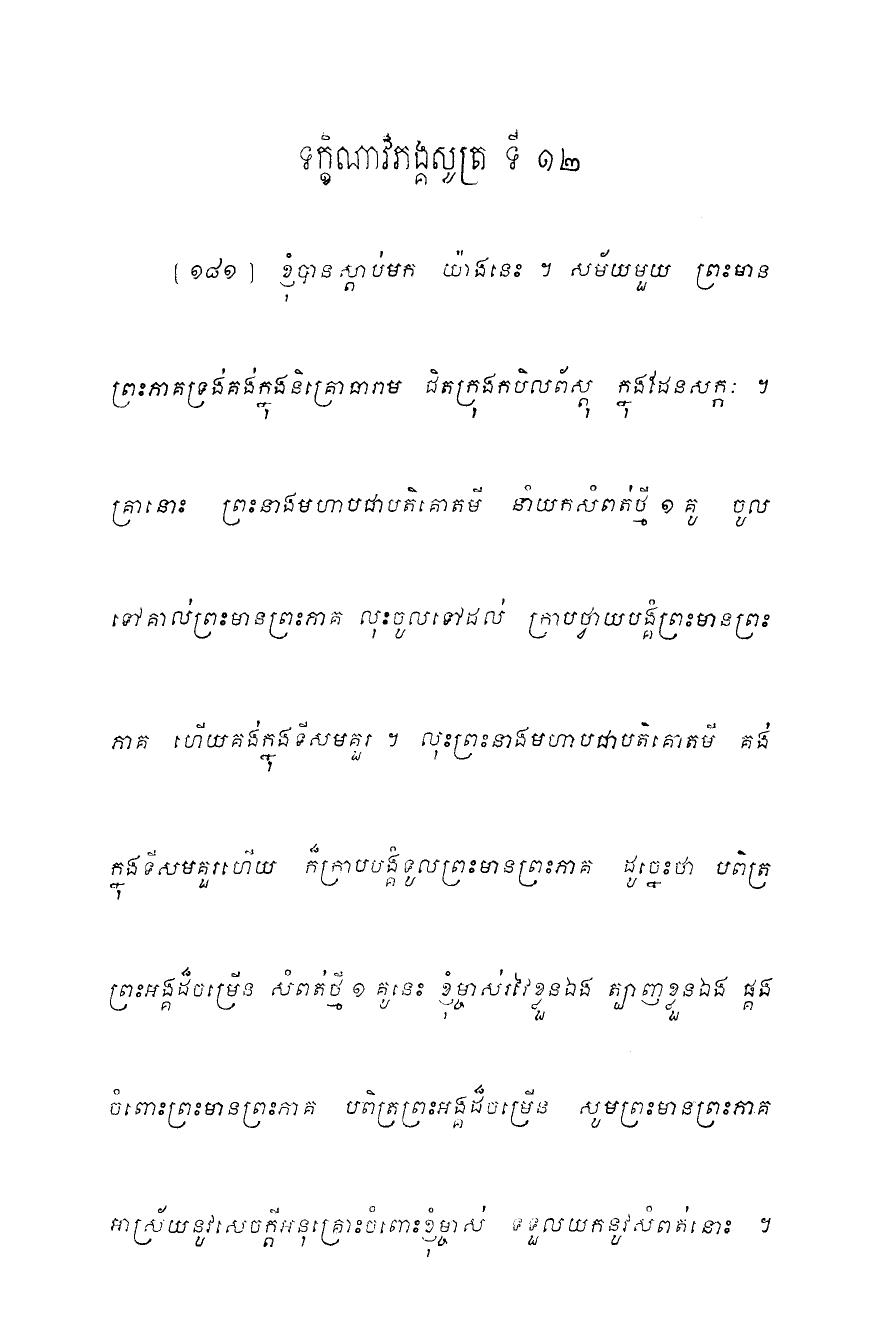 ទក្ខិណាវិភង្គសូត្រ ទី ១២
(១៨១) ខ្ញុំបានស្តាប់មក យ៉ាងនេះ ។ សម័យមួយ ព្រះមាន
ព្រះភាគទ្រង់គង់ក្នុងនិគ្រោធារាម ជិតក្រុងកបិលព័ស្តុ ក្នុងដែនសក្កៈ ។
គ្រានោះ ព្រះនាងមហាបជាបតិគោតមី នាំយកសំពត់ថ្មី ១ គូ ចូល
ទៅគាល់ព្រះមានព្រះភាគ លុះចូលទៅដល់ ក្រាបថ្វាយបង្គំព្រះមានព្រះ
ភាគ ហើយគង់ក្នុងទីសមគួរ ។ លុះព្រះនាងមហាបជាបតិគោតមី គង់
ក្នុងទីសមគួរហើយ ក៏ក្រាបបង្គំទូលព្រះមានព្រះភាគ ដូច្នេះថា បពិត្រ
ព្រះអង្គដ៏ចម្រើន សំពត់ថ្មី ១ គូនេះ ខ្ញុំម្ចាស់រវៃខ្លួនឯង ត្បាញខ្លួនឯង ផ្គង
ចំពោះព្រះមានព្រះភាគ បពិត្រព្រះអង្គដ៏ចម្រើន សូមព្រះមានព្រះភាគ
អាស្រ័យនូវសេចក្តីអនុគ្រោះចំពោះខ្ញុំម្ចាស់ ទទួលយកនូវសំពត់នោះ ។